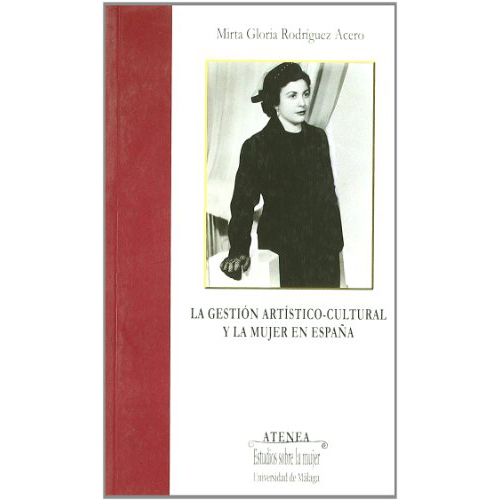 Mirta Gloria Rodríguez Acero
LA GESTIÓN ARTÍSTICO-CULTURAL
Y LA MUJER EN ESPAÑA
ATENEA
Estudios sobre la mujer
Universidad de Málaga